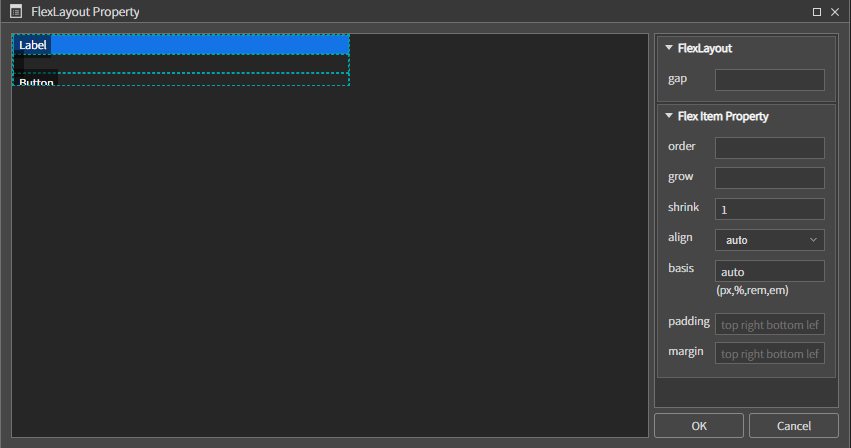 FlexLayout Property
Label
Button
FlexLayout
gap
Flex Item Property
order
grow
shrink 1
align auto
basis auto
(px,%,rem,em)
padding top right bottom lef
margin top right bottom lef
OK Cancel